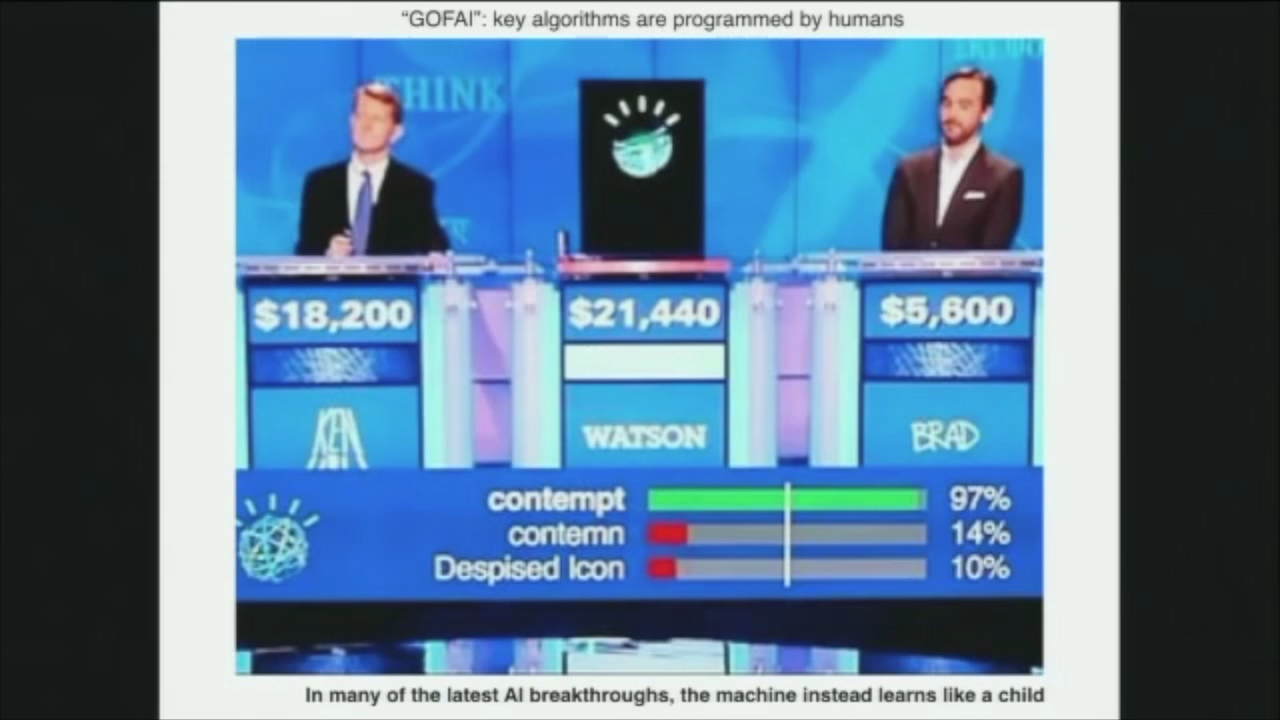 “GOFAI”: key algorithms are programmed by humans
THINK
$18,200
$21,440
$5,600
KEN
WATSON
BRAD
contempt 97%
contemn 14%
Despised Icon 10%
In many of the latest AI breakthroughs, the machine instead learns like a child